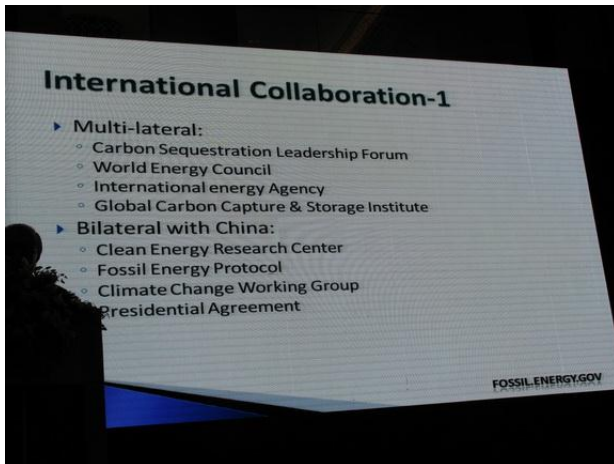 International Collaboration-1
Multi-lateral:
Carbon Sequestration Leadership Forum
World Energy Council
International energy Agency
Global Carbon Capture & Storage Institute
Bilateral with China:
Clean Energy Research Center
Fossil Energy Protocol
Climate Change Working Group
Presidential Agreement
FOSSIL.ENERGY.GOV